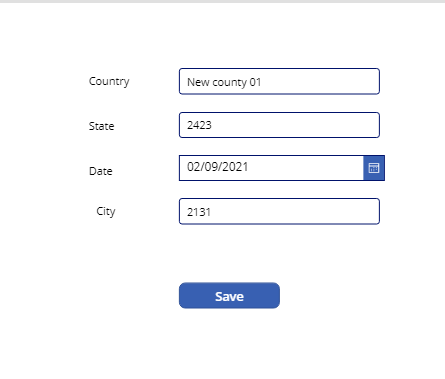 Country
New county 01
State
2423
Date
02/09/2021
City
2131
Save